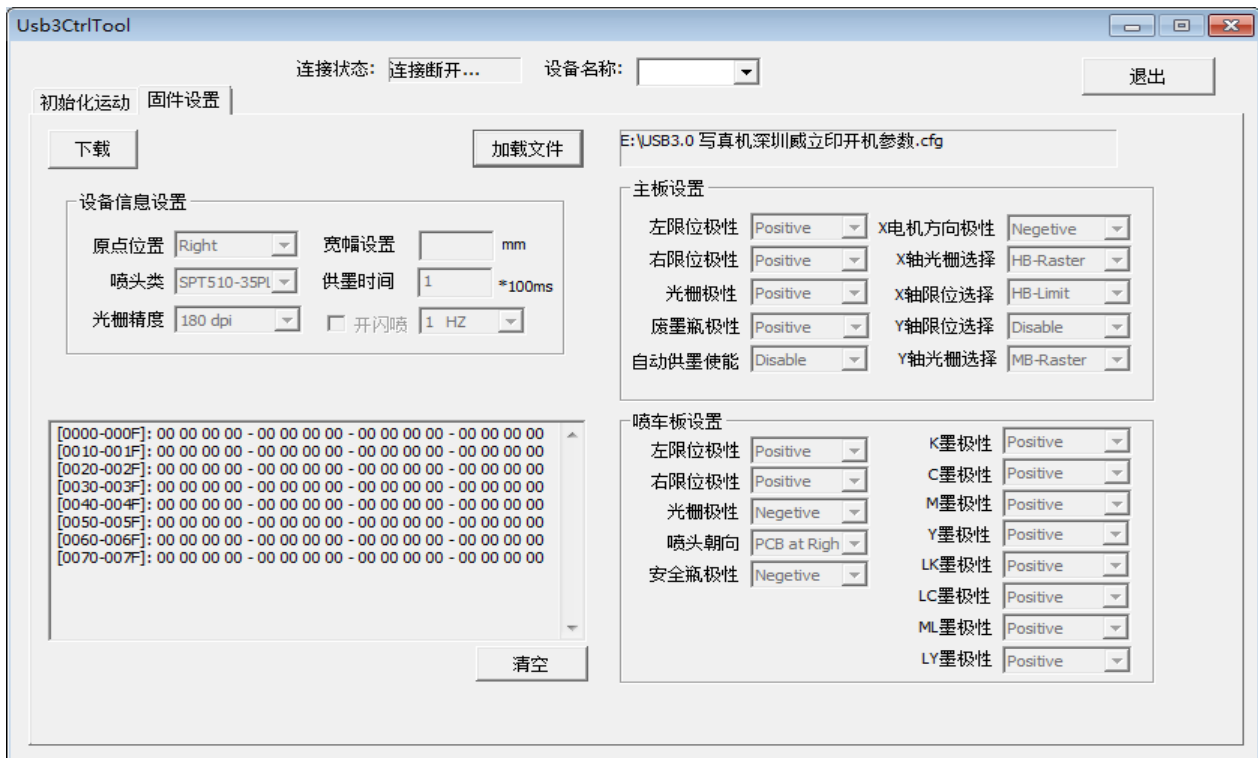 Usb3CtrlTool
连接状态: 连接断开... 设备名称:
退出
初始化运动 固件设置
下载 加载文件 E:\USB3.0 写真机深圳威立印开机参数.cfg
设备信息设置
原点位置 Right 宽幅设置 mm
喷头类 SPT510-35PL 供墨时间 1 *100ms
光栅精度 180 dpi 开闪喷 1 HZ
主板设置
左限位极性 Positive X电机方向极性 Negetive
右限位极性 Positive X轴光栅选择 HB-Raster
光栅极性 Positive X轴限位选择 HB-Limit
废墨瓶极性 Positive Y轴限位选择 Disable
自动供墨使能 Disable Y轴光栅选择 MB-Raster
[0000-000F]: 00 00 00 00 - 00 00 00 00 - 00 00 00 00 - 00 00 00 00
[0010-001F]: 00 00 00 00 - 00 00 00 00 - 00 00 00 00 - 00 00 00 00
[0020-002F]: 00 00 00 00 - 00 00 00 00 - 00 00 00 00 - 00 00 00 00
[0030-003F]: 00 00 00 00 - 00 00 00 00 - 00 00 00 00 - 00 00 00 00
[0040-004F]: 00 00 00 00 - 00 00 00 00 - 00 00 00 00 - 00 00 00 00
[0050-005F]: 00 00 00 00 - 00 00 00 00 - 00 00 00 00 - 00 00 00 00
[0060-006F]: 00 00 00 00 - 00 00 00 00 - 00 00 00 00 - 00 00 00 00
[0070-007F]: 00 00 00 00 - 00 00 00 00 - 00 00 00 00 - 00 00 00 00
清空
喷车板设置
左限位极性 Positive
右限位极性 Positive
光栅极性 Negetive
喷头朝向 PCB at Righ
安全瓶极性 Negetive
K墨极性 Positive
C墨极性 Positive
M墨极性 Positive
Y墨极性 Positive
LK墨极性 Positive
LC墨极性 Positive
ML墨极性 Positive
LY墨极性 Positive